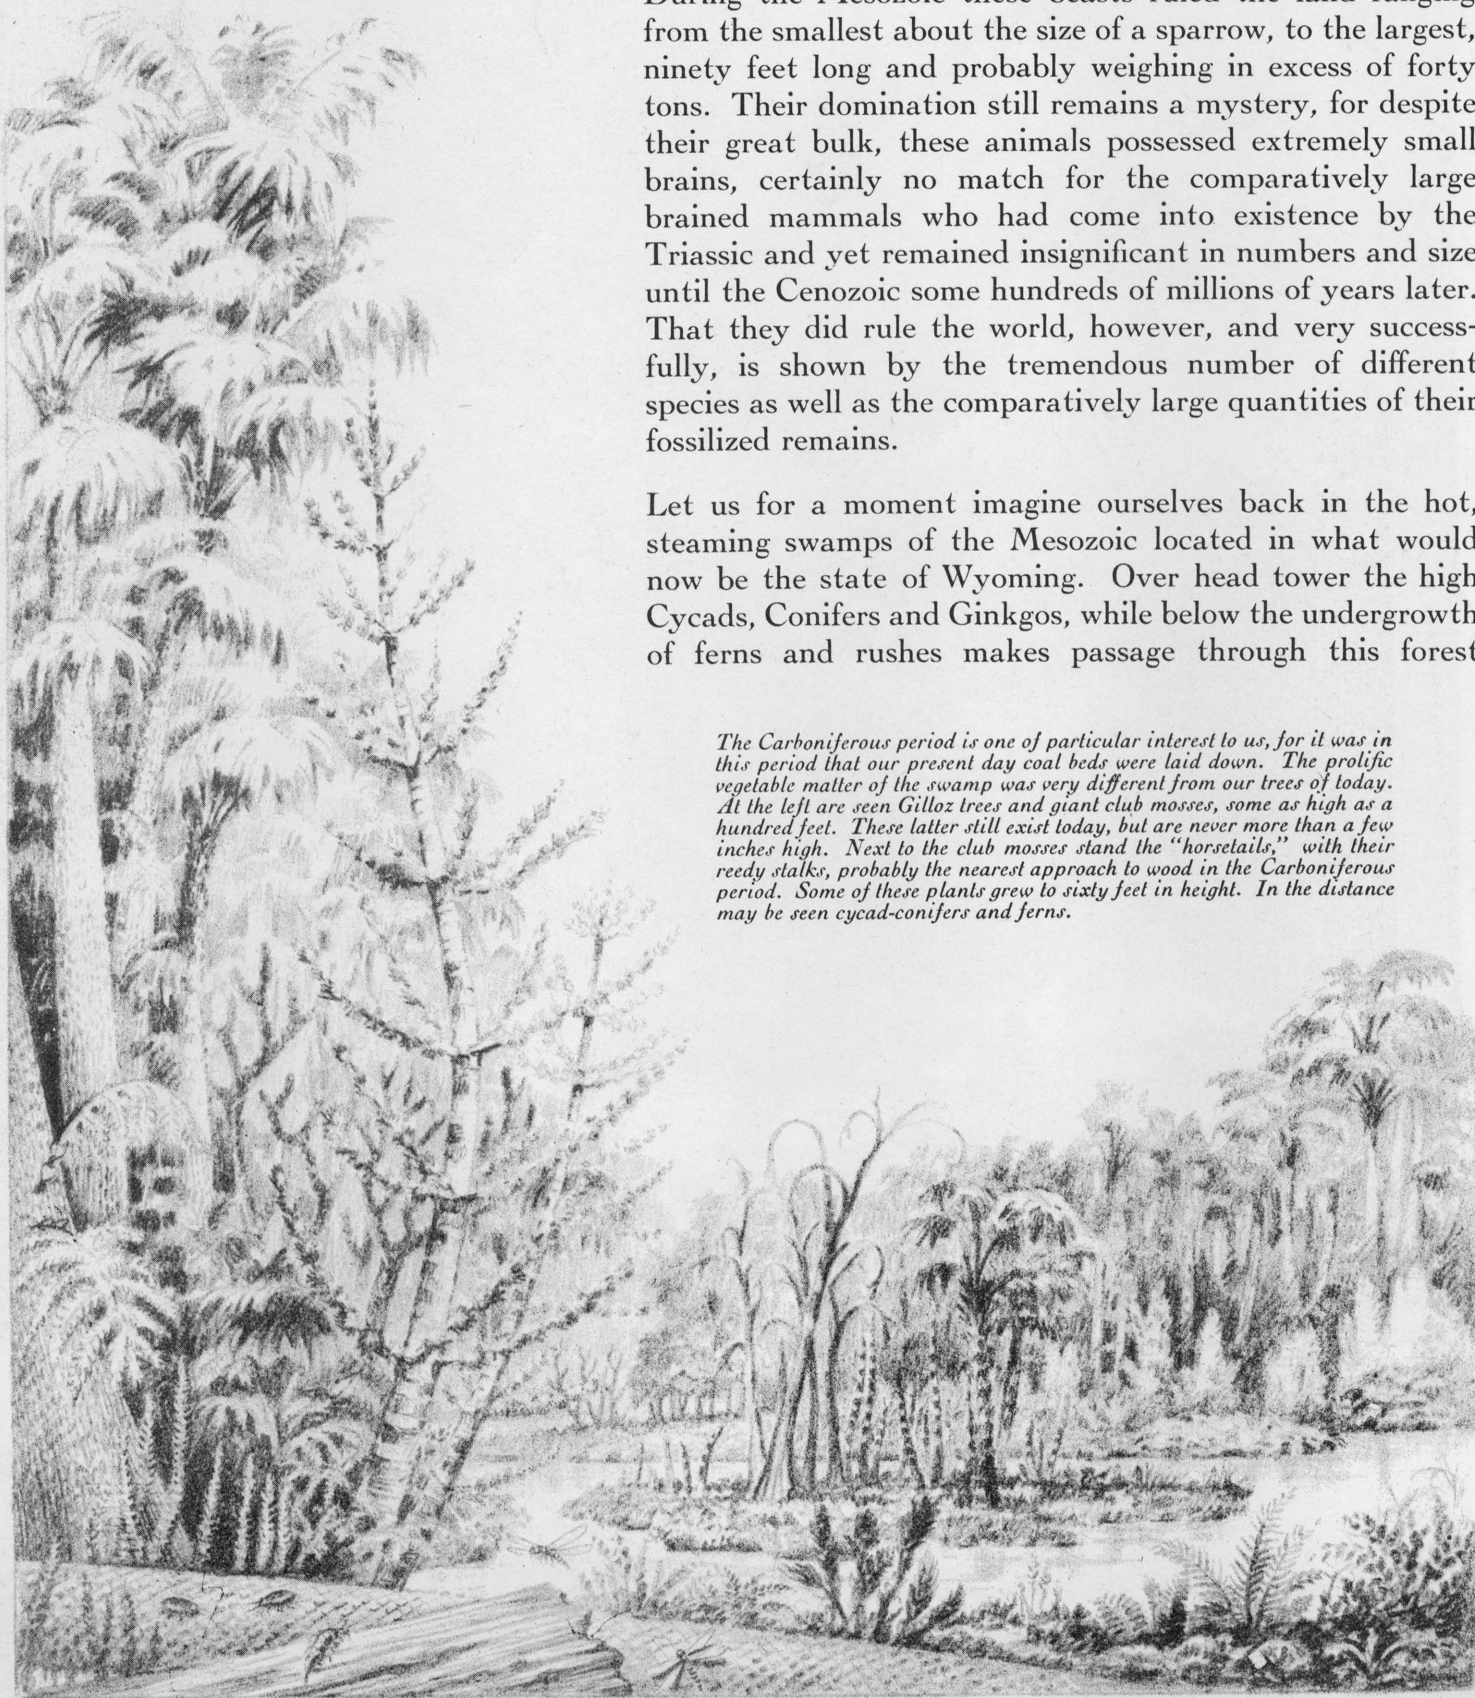 During the Mesozoic these beasts ruled the land ranging
from the smallest about the size of a sparrow, to the largest,
ninety feet long and probably weighing in excess of forty
tons. Their domination still remains a mystery, for despite
their great bulk, these animals possessed extremely small
brains, certainly no match for the comparatively large
brained mammals who had come into existence by the
Triassic and yet remained insignificant in numbers and size
until the Cenozoic some hundreds of millions of years later.
That they did rule the world, however, and very success-
fully, is shown by the tremendous number of different
species as well as the comparatively large quantities of their
fossilized remains.
Let us for a moment imagine ourselves back in the hot,
steaming swamps of the Mesozoic located in what would
now be the state of Wyoming. Over head tower the high
Cycads, Conifers and Ginkgos, while below the undergrowth
of ferns and rushes makes passage through this forest
The Carboniferous period is one of particular interest to us, for it was in
this period that our present day coal beds were laid down. The prolific
vegetable matter of the swamp was very different from our trees of today.
At the left are seen Gilloz trees and giant club mosses, some as high as a
hundred feet. These latter still exist today, but are never more than a few
inches high. Next to the club mosses stand the "horsetails," with their
reedy stalks, probably the nearest approach to wood in the Carboniferous
period. Some of these plants grew to sixty feet in height. In the distance
may be seen cycad-conifers and ferns.